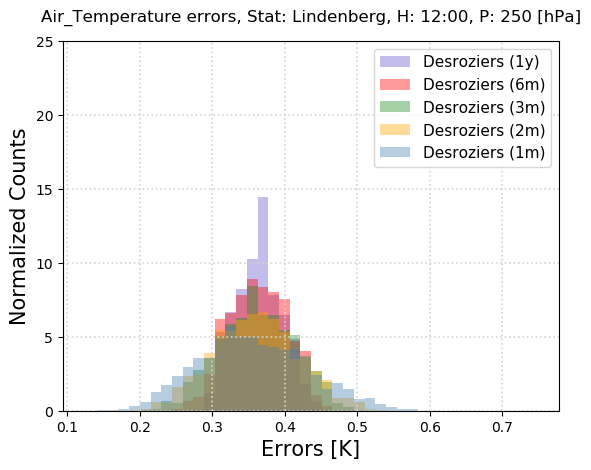 Air_Temperature errors, Stat: Lindenberg, H: 12:00, P: 250 [hPa]
25
20
15
10
5
0
Normalized Counts
Desroziers (1y)
Desroziers (6m)
Desroziers (3m)
Desroziers (2m)
Desroziers (1m)
0.1 0.2 0.3 0.4 0.5 0.6 0.7
Errors [K]